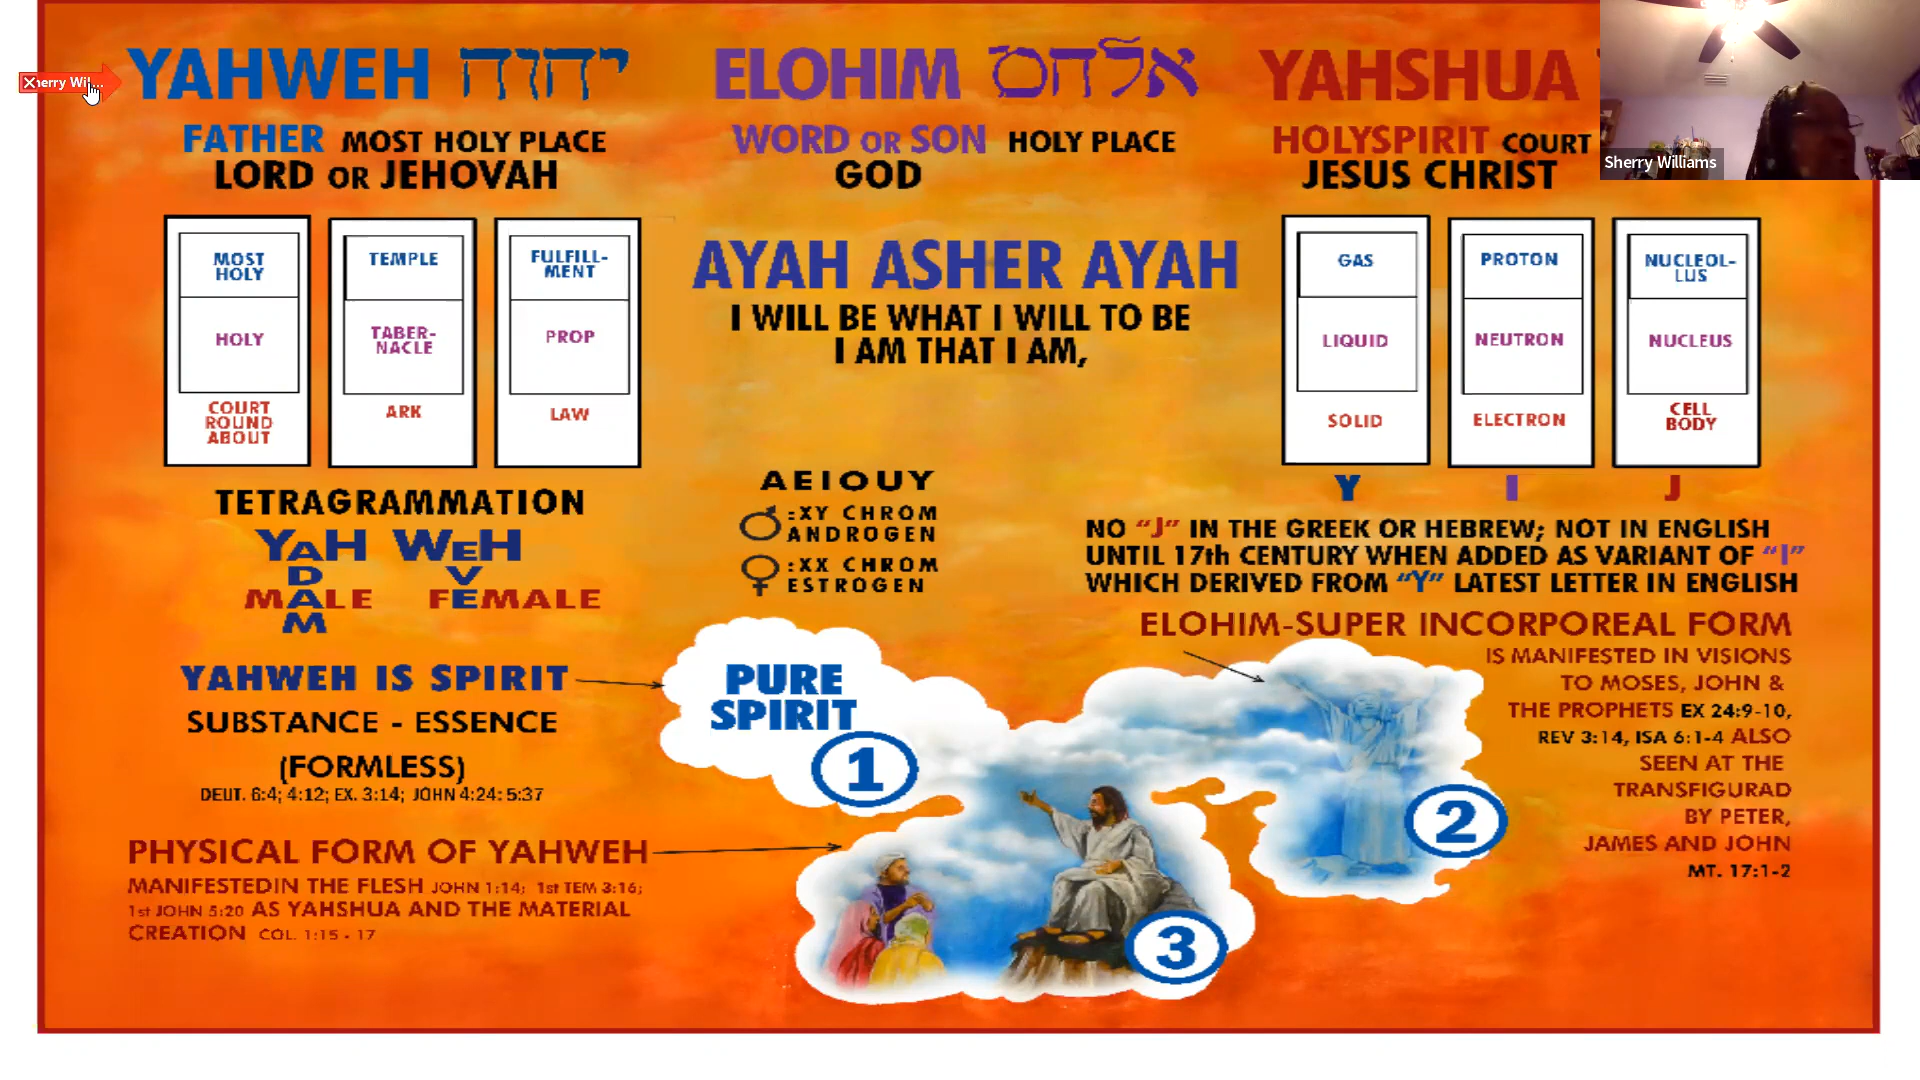 YAHWEH יהוה
FATHER MOST HOLY PLACE
LORD OR JEHOVAH
ELOHIM אלהם
WORD OR SON HOLY PLACE
GOD
YAHSHUA
HOLYSPIRIT COURT
JESUS CHRIST
Sherry Williams
herry Wil...
MOST
HOLY
HOLY
COURT
ROUND
ABOUT
TEMPLE
TABER-
NACLE
ARK
FULFILL-
MENT
PROP
LAW
AYAH ASHER AYAH
I WILL BE WHAT I WILL TO BE
I AM THAT I AM,
GAS
LIQUID
SOLID
PROTON
NEUTRON
ELECTRON
NUCLEOL-
LUS
NUCLEUS
CELL
BODY
Y I J
TETRAGRAMMATION
YAH WEH
D V
MALE FEMALE
M
AEIOUY
♂:XY CHROM
ANDROGEN
♀:XX CHROM
ESTROGEN
NO "J" IN THE GREEK OR HEBREW; NOT IN ENGLISH
UNTIL 17th CENTURY WHEN ADDED AS VARIANT OF "I"
WHICH DERIVED FROM "Y" LATEST LETTER IN ENGLISH
YAHWEH IS SPIRIT
SUBSTANCE - ESSENCE
(FORMLESS)
DEUT. 6:4; 4:12; EX. 3:14; JOHN 4:24: 5:37
PURE
SPIRIT
1
ELOHIM-SUPER INCORPOREAL FORM
IS MANIFESTED IN VISIONS
TO MOSES, JOHN &
THE PROPHETS EX 24:9-10,
REV 3:14, ISA 6:1-4 ALSO
SEEN AT THE
TRANSFIGURAD
BY PETER,
JAMES AND JOHN
MT. 17:1-2
2
PHYSICAL FORM OF YAHWEH
MANIFESTEDIN THE FLESH JOHN 1:14; 1st TEM 3:16;
1st JOHN 5:20 AS YAHSHUA AND THE MATERIAL
CREATION COL. 1:15 - 17
3